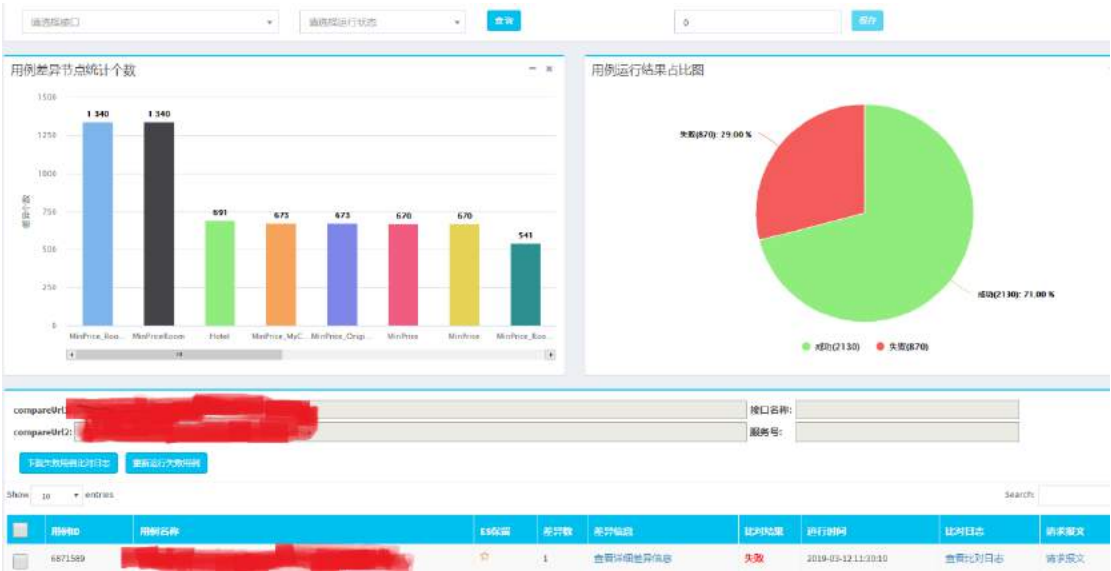 请选择接口
请选择运行状态
查询
0
保存
用例差异节点统计个数
用例运行结果占比图
1500
1250
1000
750
500
250
0
差异个数
1 340
1 340
691
673
673
670
670
541
MinPrice_Roo...
MinPriceRoom
Hotel
MinPrice_MyC...
MinPrice_Origi...
MinPrice
MinPrice
MinPrice_Roo...
失败(870): 29.00 %
成功(2130): 71.00 %
成功(2130)
失败(870)
compareUrl
接口名称:
compareUrl2:
服务号:
下载失败用例比对日志
重新运行失败用例
Show 10 entries
Search:
用例ID 用例名称 ES保留 差异数 差异信息 比对结果 运行时间 比对日志 请求报文
6871589 1 查看详细差异信息 失败 2019-03-12 11:30:10 查看比对日志 请求报文